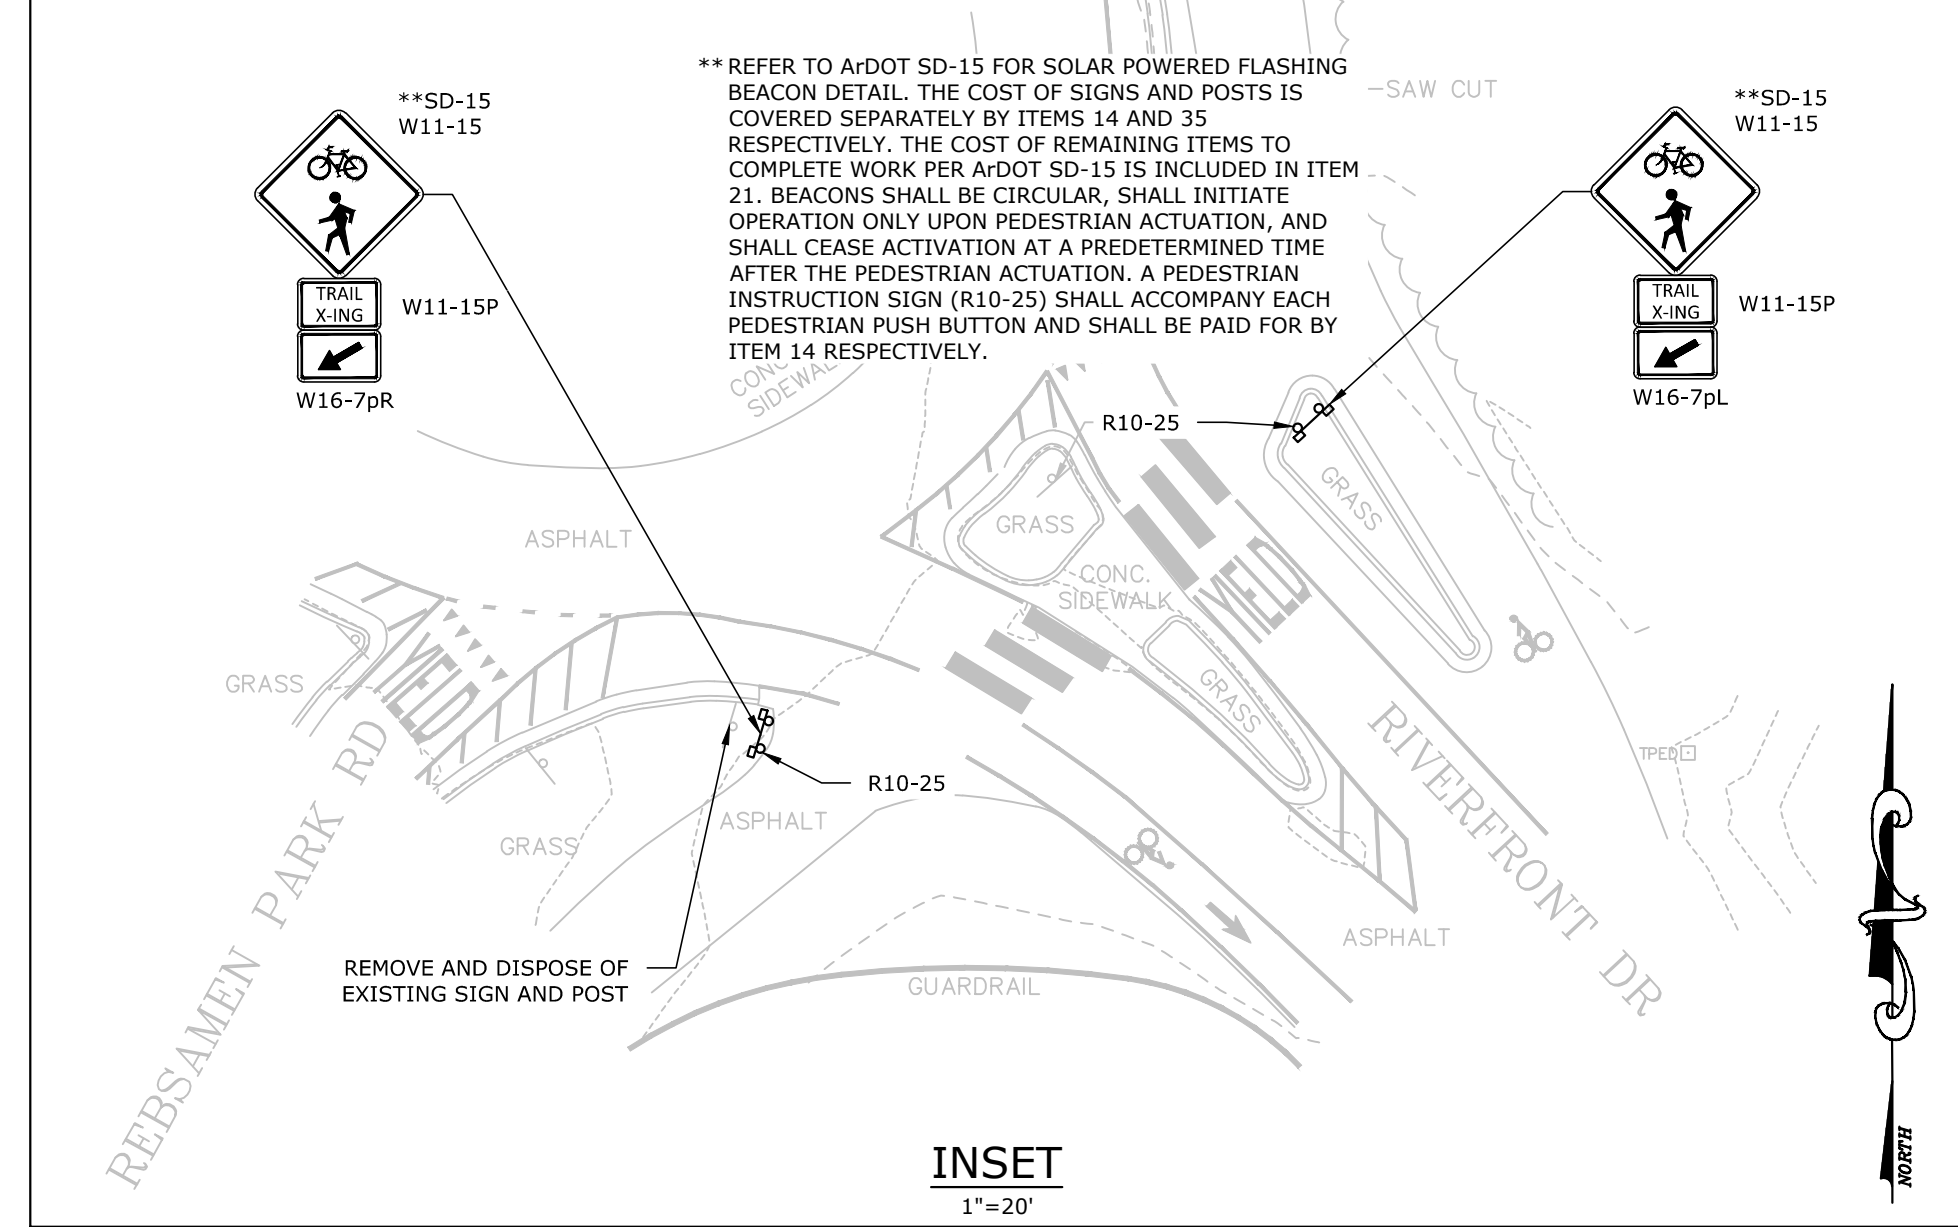 ** REFER TO ArDOT SD-15 FOR SOLAR POWERED FLASHING
BEACON DETAIL. THE COST OF SIGNS AND POSTS IS
COVERED SEPARATELY BY ITEMS 14 AND 35
RESPECTIVELY. THE COST OF REMAINING ITEMS TO
COMPLETE WORK PER ArDOT SD-15 IS INCLUDED IN ITEM
21. BEACONS SHALL BE CIRCULAR, SHALL INITIATE
OPERATION ONLY UPON PEDESTRIAN ACTUATION, AND
SHALL CEASE ACTIVATION AT A PREDETERMINED TIME
AFTER THE PEDESTRIAN ACTUATION. A PEDESTRIAN
INSTRUCTION SIGN (R10-25) SHALL ACCOMPANY EACH
PEDESTRIAN PUSH BUTTON AND SHALL BE PAID FOR BY
ITEM 14 RESPECTIVELY.
**SD-15
W11-15
TRAIL
X-ING
W11-15P
W16-7pR
SAW CUT
**SD-15
W11-15
TRAIL
X-ING
W11-15P
W16-7pL
CONC.
SIDEWALK
R10-25
GRASS
GRASS
ASPHALT
CONC.
SIDEWALK
YIELD
GRASS
GRASS
YIELD
REBSAMEN PARK RD
RIVERFRONT DR
TPED
R10-25
ASPHALT
GRASS
ASPHALT
REMOVE AND DISPOSE OF
EXISTING SIGN AND POST
GUARDRAIL
NORTH
INSET
1"=20'